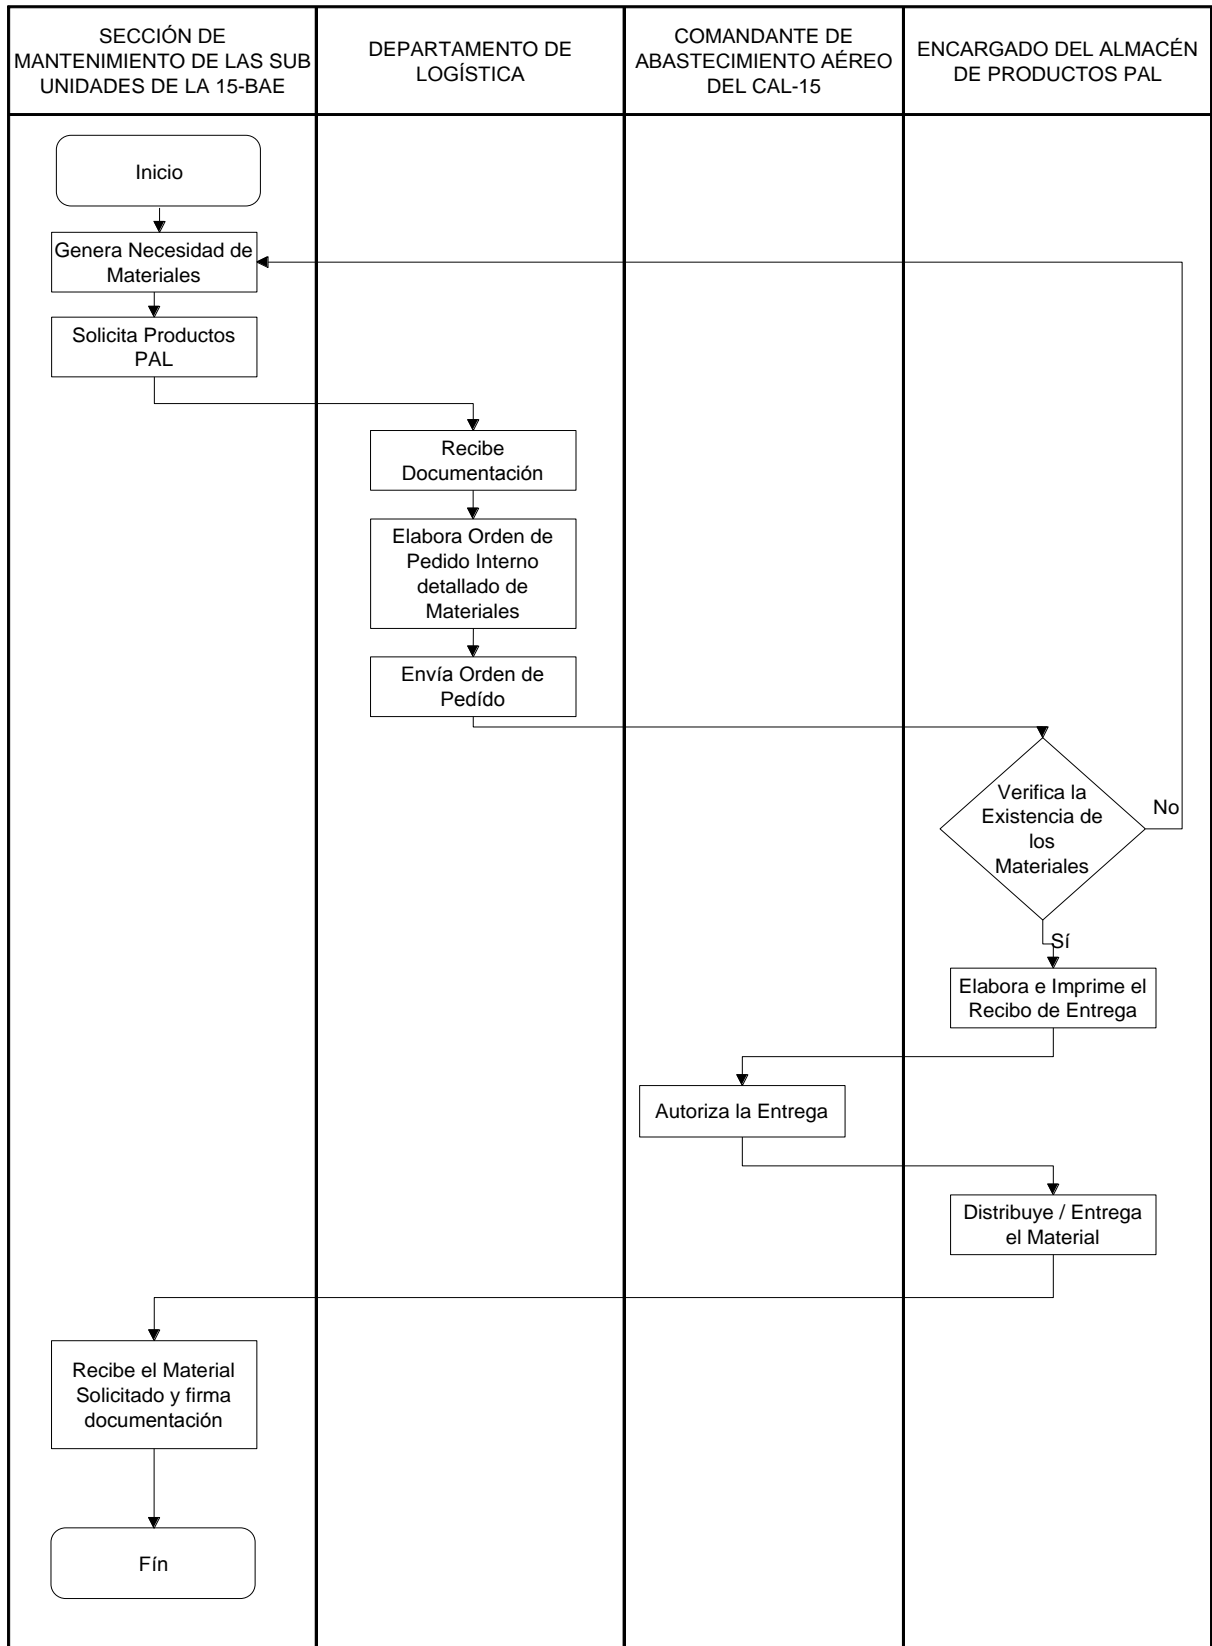 SECCIÓN DE
MANTENIMIENTO DE LAS SUB
UNIDADES DE LA 15-BAE
DEPARTAMENTO DE
LOGÍSTICA
COMANDANTE DE
ABASTECIMIENTO AÉREO
DEL CAL-15
ENCARGADO DEL ALMACÉN
DE PRODUCTOS PAL
Inicio
Genera Necesidad de
Materiales
Solicita Productos
PAL
Recibe
Documentación
Elabora Orden de
Pedido Interno
detallado de
Materiales
Envía Orden de
Pedído
Verifica la
Existencia de
los
Materiales
No
Sí
Elabora e Imprime el
Recibo de Entrega
Autoriza la Entrega
Distribuye / Entrega
el Material
Recibe el Material
Solicitado y firma
documentación
Fín